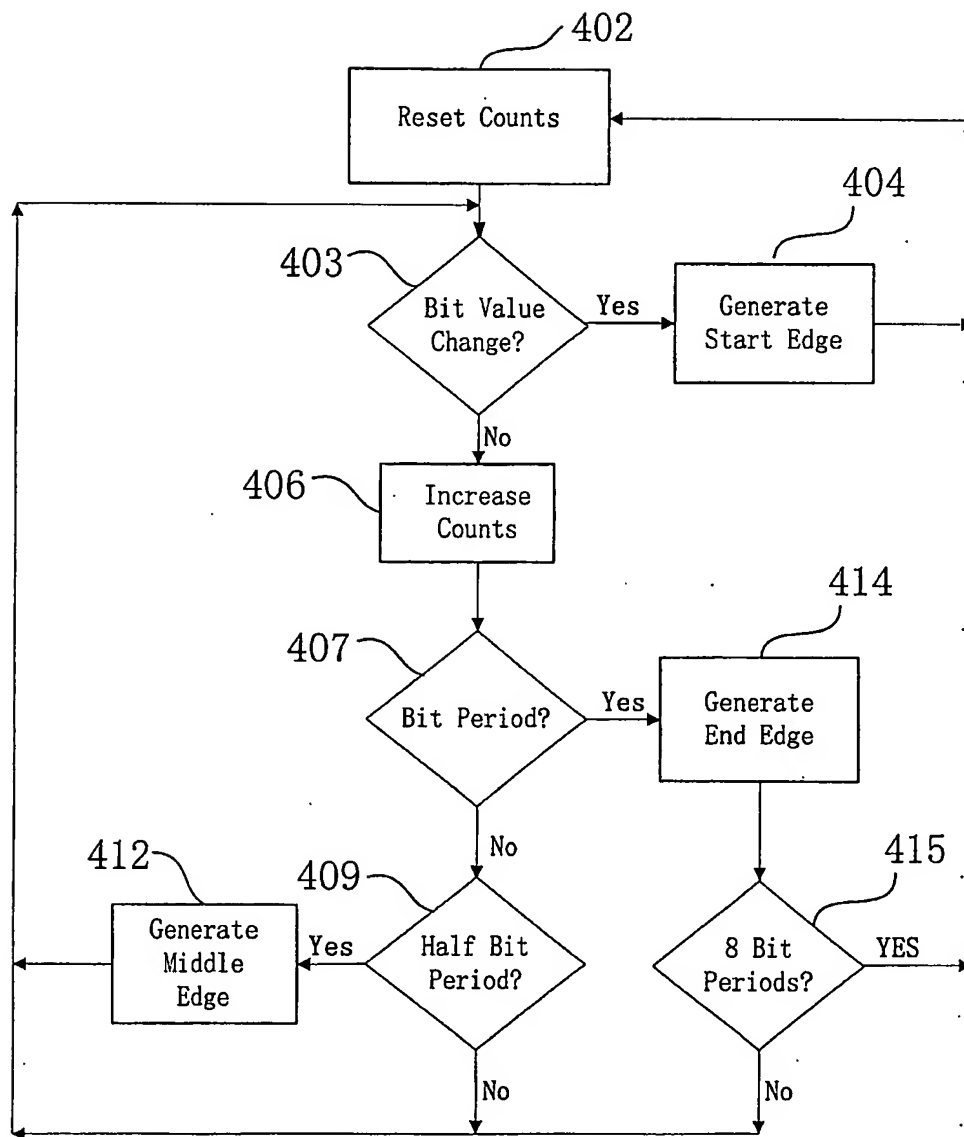 402
Reset Counts
404
403
Bit Value
Change?
Yes
Generate
Start Edge
No
406
Increase
Counts
414
407
Bit Period?
Yes
Generate
End Edge
No
412
409
415
Generate
Middle
Edge
Yes
Half Bit
Period?
8 Bit
Periods?
YES
No
No